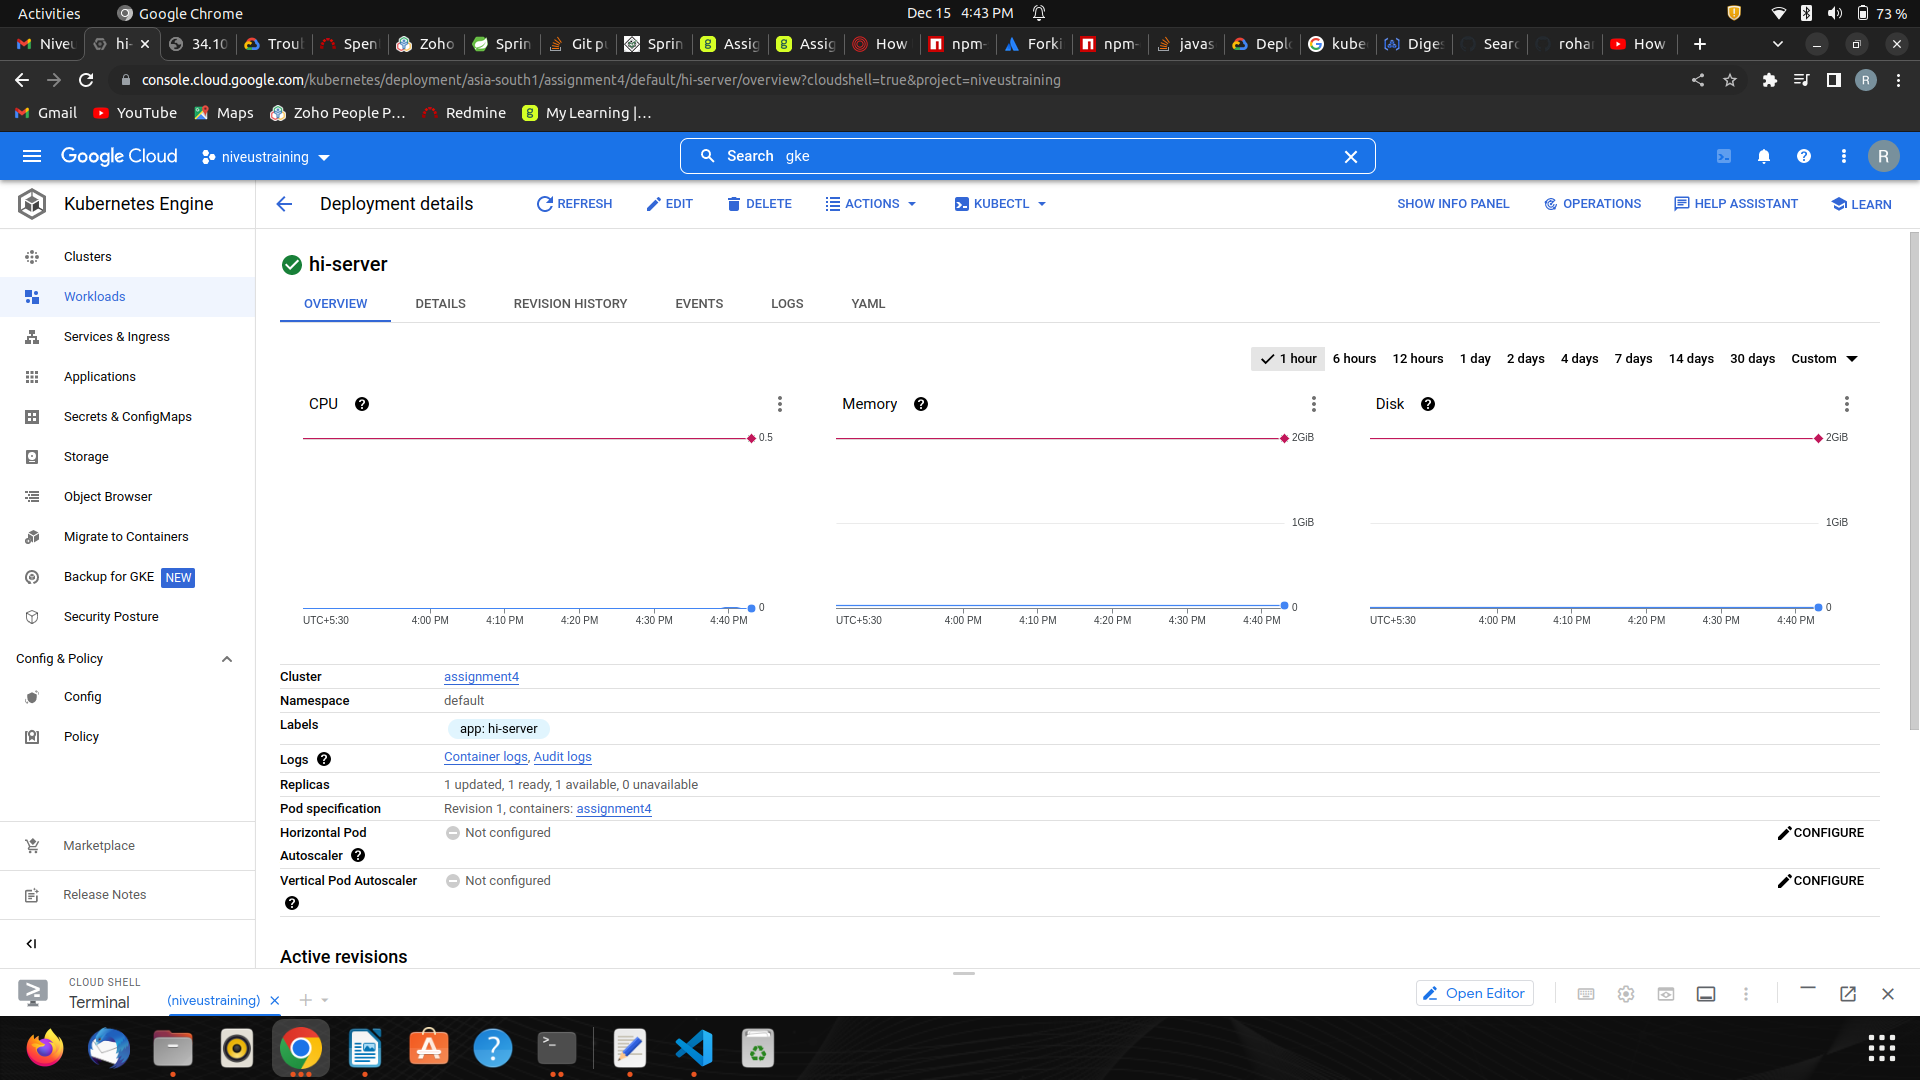 Activities
Google Chrome
Dec 15 4:43 PM
73 %
Niveu
hi-
34.10
Trou
Spen
Zoho
Sprin
Git p
Sprin
Assig
Assig
How
npm-
Forki
npm-
javas
Deplo
kube
Diges
Searc
rohar
How
console.cloud.google.com/kubernetes/deployment/asia-south1/assignment4/default/hi-server/overview?cloudshell=true&project=niveustraining
R
Gmail
YouTube
Maps
Zoho People P…
Redmine
My Learning |…
Google Cloud
niveustraining
Search gke
R
Kubernetes Engine
Deployment details
REFRESH
EDIT
DELETE
ACTIONS
KUBECTL
SHOW INFO PANEL
OPERATIONS
HELP ASSISTANT
LEARN
Clusters
Workloads
Services & Ingress
Applications
Secrets & ConfigMaps
Storage
Object Browser
Migrate to Containers
Backup for GKE NEW
Security Posture
Config & Policy
Config
Policy
Marketplace
Release Notes
hi-server
OVERVIEW
DETAILS
REVISION HISTORY
EVENTS
LOGS
YAML
1 hour
6 hours
12 hours
1 day
2 days
4 days
7 days
14 days
30 days
Custom
CPU
0.5
0
UTC+5:30 4:00 PM 4:10 PM 4:20 PM 4:30 PM 4:40 PM
Memory
2GiB
1GiB
0
UTC+5:30 4:00 PM 4:10 PM 4:20 PM 4:30 PM 4:40 PM
Disk
2GiB
1GiB
0
UTC+5:30 4:00 PM 4:10 PM 4:20 PM 4:30 PM 4:40 PM
Cluster assignment4
Namespace default
Labels app: hi-server
Logs Container logs, Audit logs
Replicas 1 updated, 1 ready, 1 available, 0 unavailable
Pod specification Revision 1, containers: assignment4
Horizontal Pod Not configured CONFIGURE
Autoscaler
Vertical Pod Autoscaler Not configured CONFIGURE
Active revisions
CLOUD SHELL
Terminal
(niveustraining)
Open Editor